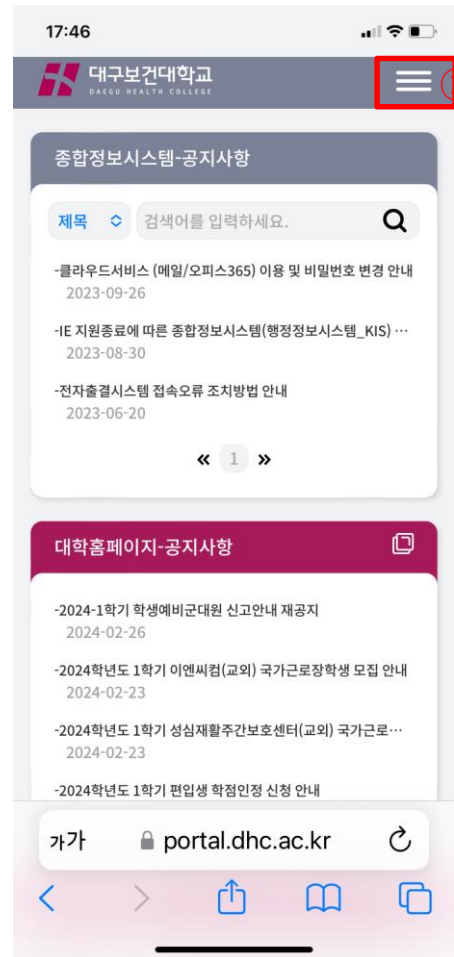 17:46
대구보건대학교
DAEGU HEALTH COLLEGE
종합정보시스템-공지사항
제목 검색어를 입력하세요.
-클라우드서비스 (메일/오피스365) 이용 및 비밀번호 변경 안내
2023-09-26
-IE 지원종료에 따른 종합정보시스템(행정정보시스템_KIS) …
2023-08-30
-전자출결시스템 접속오류 조치방법 안내
2023-06-20
« 1 »
대학홈페이지-공지사항
-2024-1학기 학생예비군대원 신고안내 재공지
2024-02-26
-2024학년도 1학기 이엔씨컴(교외) 국가근로장학생 모집 안내
2024-02-23
-2024학년도 1학기 성심재활주간보호센터(교외) 국가근로…
2024-02-23
-2024학년도 1학기 편입생 학점인정 신청 안내
가가 portal.dhc.ac.kr